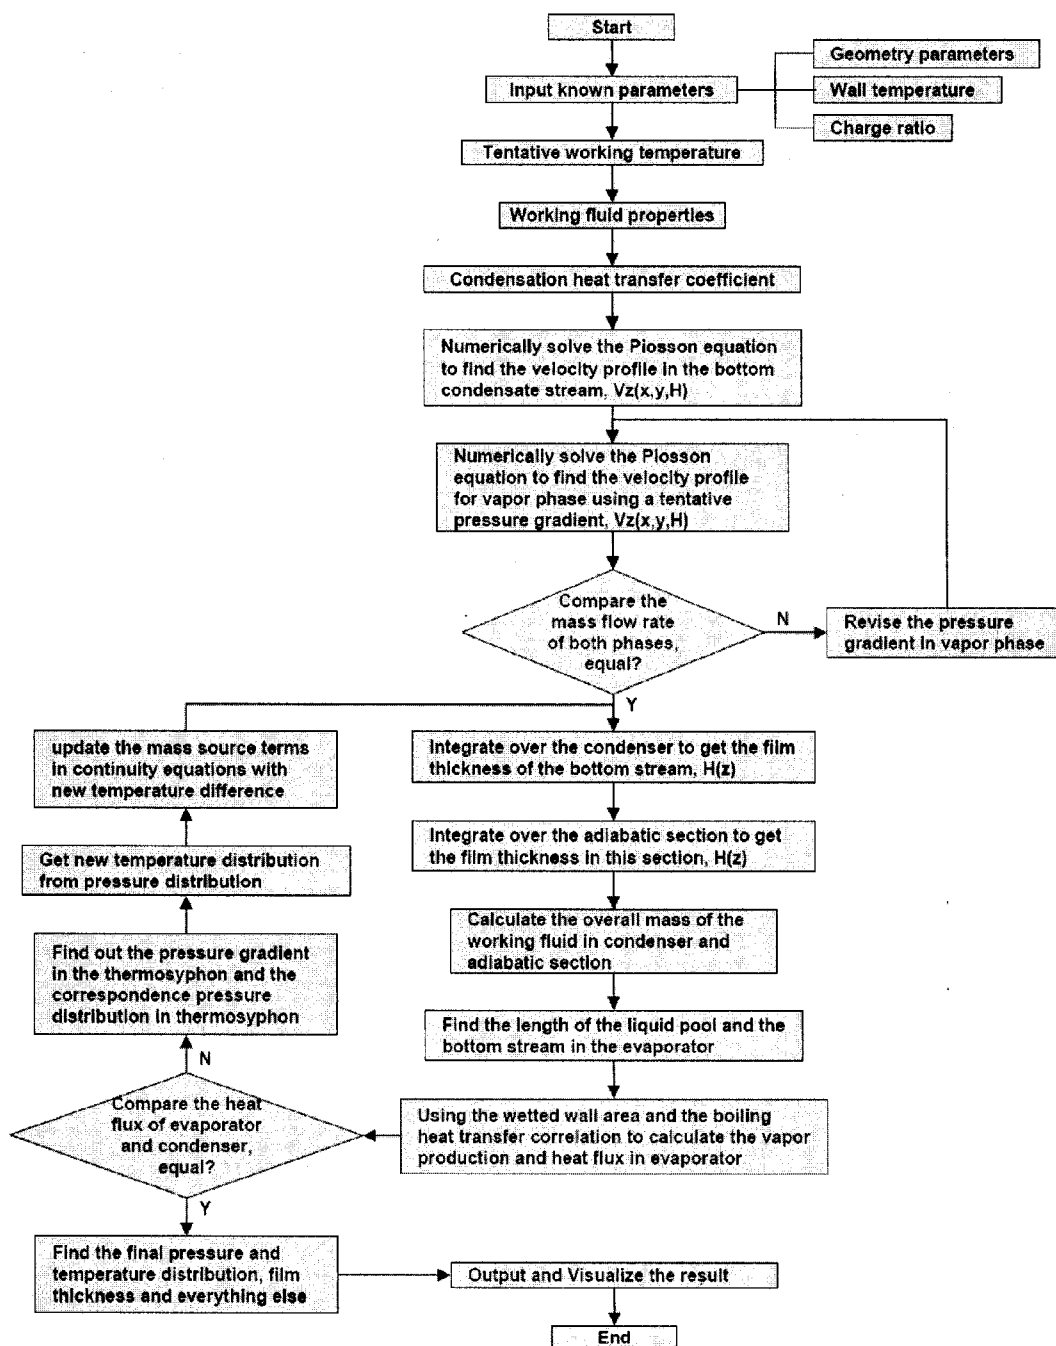 Start
Input known parameters
Geometry parameters
Wall temperature
Charge ratio
Tentative working temperature
Working fluid properties
Condensation heat transfer coefficient
Numerically solve the Piosson equation
to find the velocity profile in the bottom
condensate stream, Vz(x,y,H)
Numerically solve the Piosson
equation to find the velocity profile
for vapor phase using a tentative
pressure gradient, Vz(x,y,H)
Compare the
mass flow rate
of both phases,
equal?
N
Revise the pressure
gradient in vapor phase
Y
Integrate over the condenser to get the film
thickness of the bottom stream, H(z)
Integrate over the adiabatic section to get
the film thickness in this section, H(z)
Calculate the overall mass of the
working fluid in condenser and
adiabatic section
Find the length of the liquid pool and the
bottom stream in the evaporator
Using the wetted wall area and the boiling
heat transfer correlation to calculate the vapor
production and heat flux in evaporator
Compare the heat
flux of evaporator
and condenser,
equal?
N
Find out the pressure gradient
in the thermosyphon and the
correspondence pressure
distribution in thermosyphon
Get new temperature distribution
from pressure distribution
update the mass source terms
in continuity equations with
new temperature difference
Y
Find the final pressure and
temperature distribution, film
thickness and everything else
Output and Visualize the result
End